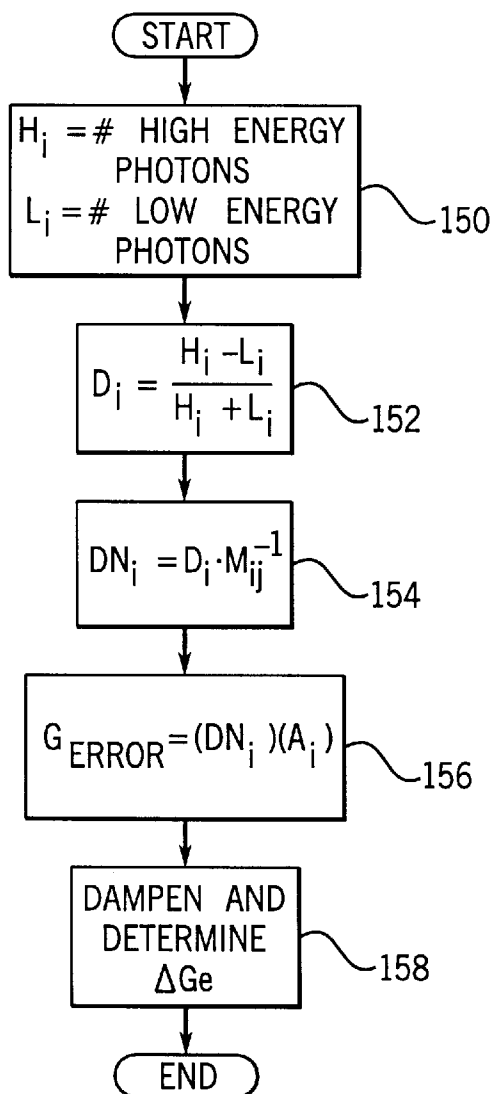 START
H_i = # HIGH ENERGY
PHOTONS
L_i = # LOW ENERGY
PHOTONS
150
D_i = (H_i - L_i) / (H_i + L_i)
152
DN_i = D_i · M_ij^-1
154
G_ERROR = (DN_i)(A_i)
156
DAMPEN AND
DETERMINE
ΔGe
158
END